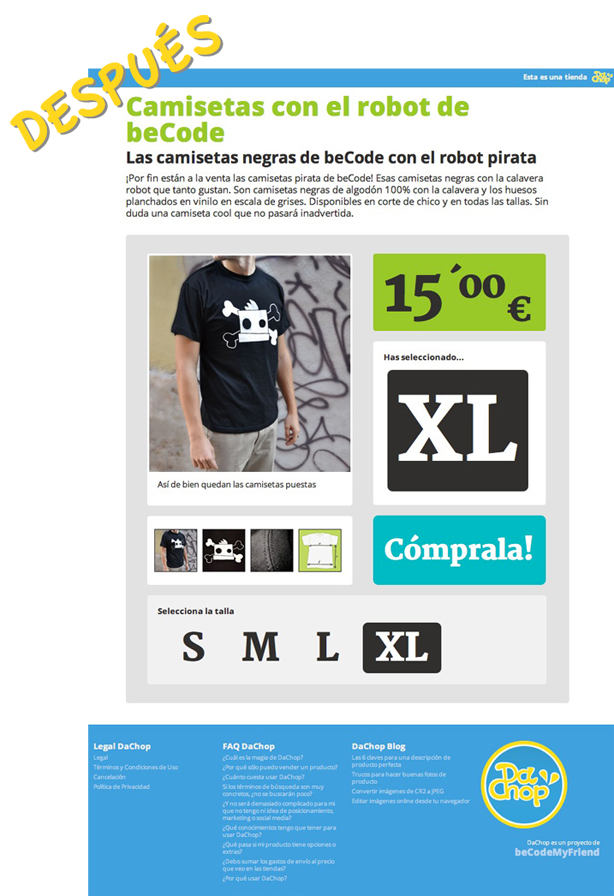 DESPUÉS
Esta es una tienda
Da Chop
Camisetas con el robot de
beCode
Las camisetas negras de beCode con el robot pirata
¡Por fin están a la venta las camisetas pirata de beCode! Esas camisetas negras con la calavera
robot que tanto gustan. Son camisetas negras de algodón 100% con la calavera y los huesos
planchados en vinilo en escala de grises. Disponibles en corte de chico y en todas las tallas. Sin
duda una camiseta cool que no pasará inadvertida.
15´00 €
Has seleccionado...
XL
Así de bien quedan las camisetas puestas
Cómprala!
Selecciona la talla
S M L XL
Legal DaChop
Legal
Términos y Condiciones de Uso
Cancelación
Política de Privacidad
FAQ DaChop
¿Cuál es la magia de DaChop?
¿Por qué sólo puedo vender un producto?
¿Cuánto cuesta usar DaChop?
Si los términos de búsqueda son muy
concretos, ¿no se buscarán poco?
¿Y no será demasiado complicado para mi
que no tengo ni idea de posicionamiento,
marketing o social media?
¿Qué conocimientos tengo que tener para
usar DaChop?
¿Qué pasa si mi producto tiene opciones o
extras?
¿Debo sumar los gastos de envío al precio
que veo en las tiendas?
¿Por qué usar DaChop?
DaChop Blog
Las 6 claves para una descripción de
producto perfecta
Trucos para hacer buenas fotos de
producto
Convertir imágenes de CR2 a JPEG
Editar imágenes online desde tu navegador
Da
Chop
DaChop es un proyecto de
beCodeMyFriend